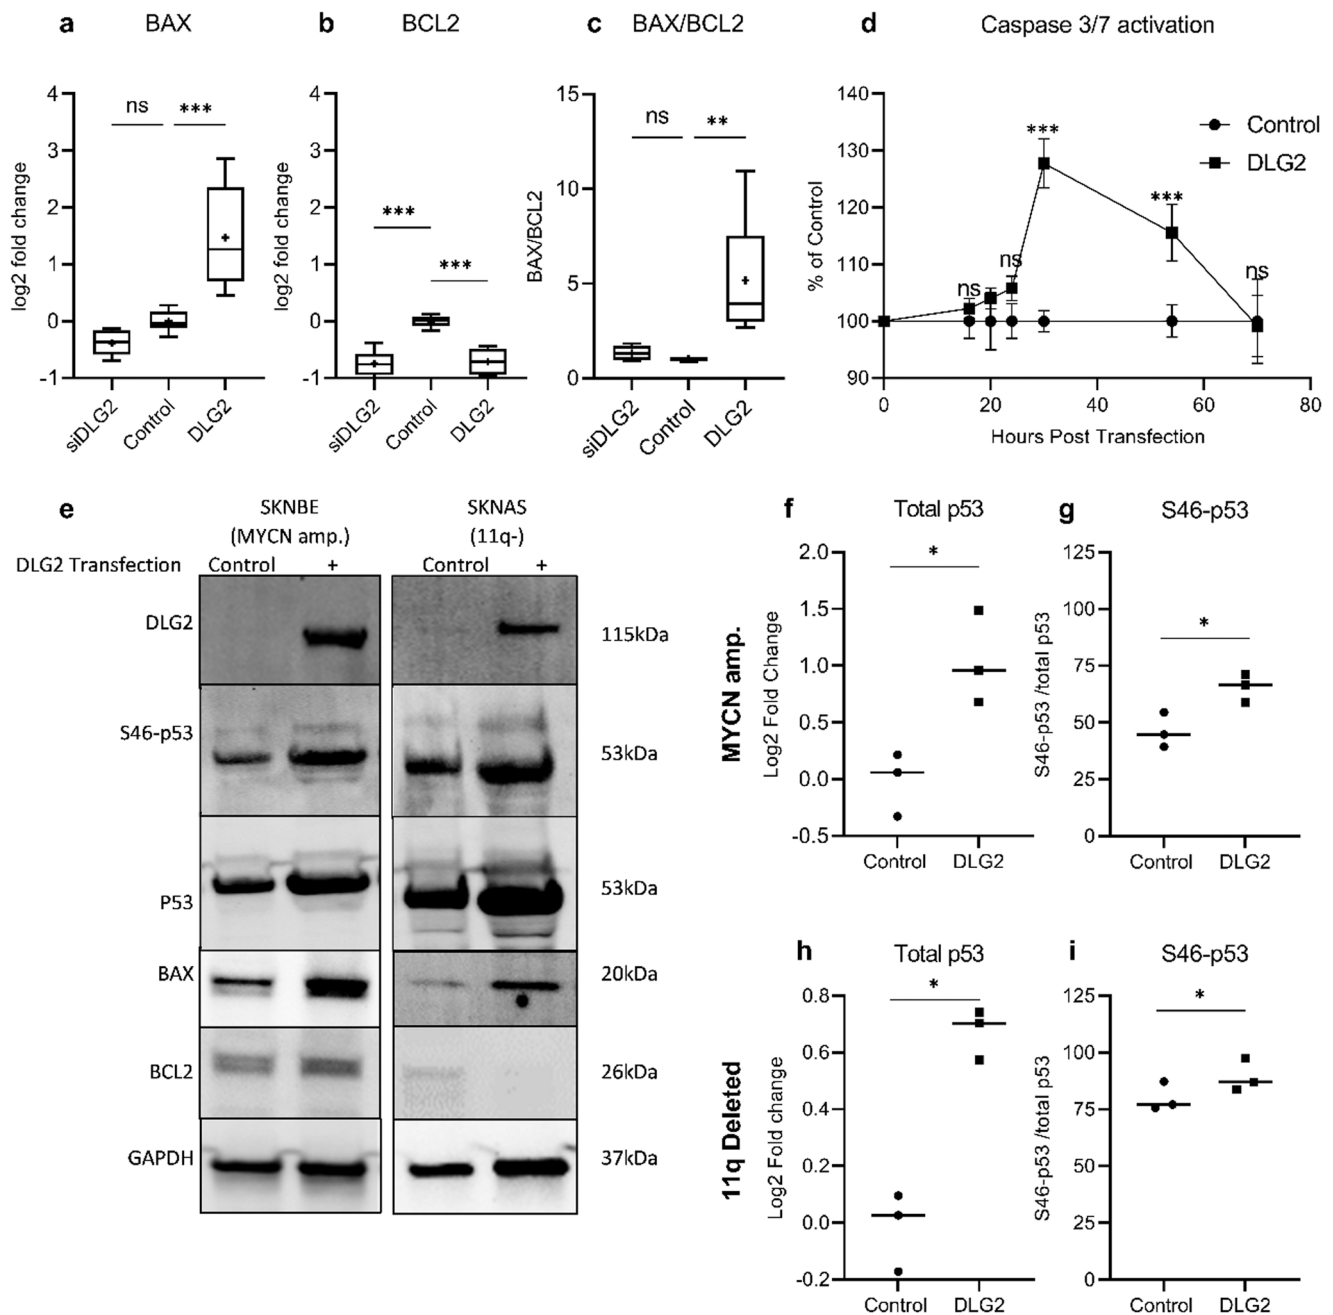 a BAX
b BCL2
c BAX/BCL2
d Caspase 3/7 activation
log2 fold change
4
3
2
1
0
-1
ns
***
siDLG2
Control
DLG2
log2 fold change
4
3
2
1
0
-1
***
***
siDLG2
Control
DLG2
BAX/BCL2
15
10
5
0
ns
**
siDLG2
Control
DLG2
% of Control
140
130
120
110
100
90
ns
ns
***
***
ns
Control
DLG2
0 20 40 60 80
Hours Post Transfection
e
SKNBE
(MYCN amp.)
SKNAS
(11q-)
DLG2 Transfection Control + Control +
DLG2 115kDa
S46-p53 53kDa
P53 53kDa
BAX 20kDa
BCL2 26kDa
GAPDH 37kDa
MYCN amp.
f Total p53
Log2 Fold Change
2.0
1.5
1.0
0.5
0.0
-0.5
*
Control DLG2
g S46-p53
S46-p53 /total p53
125
100
75
50
25
0
*
Control DLG2
11q Deleted
h Total p53
Log2 Fold change
0.8
0.6
0.4
0.2
0.0
-0.2
*
Control DLG2
i S46-p53
S46-p53 /total p53
125
100
75
50
25
0
*
Control DLG2